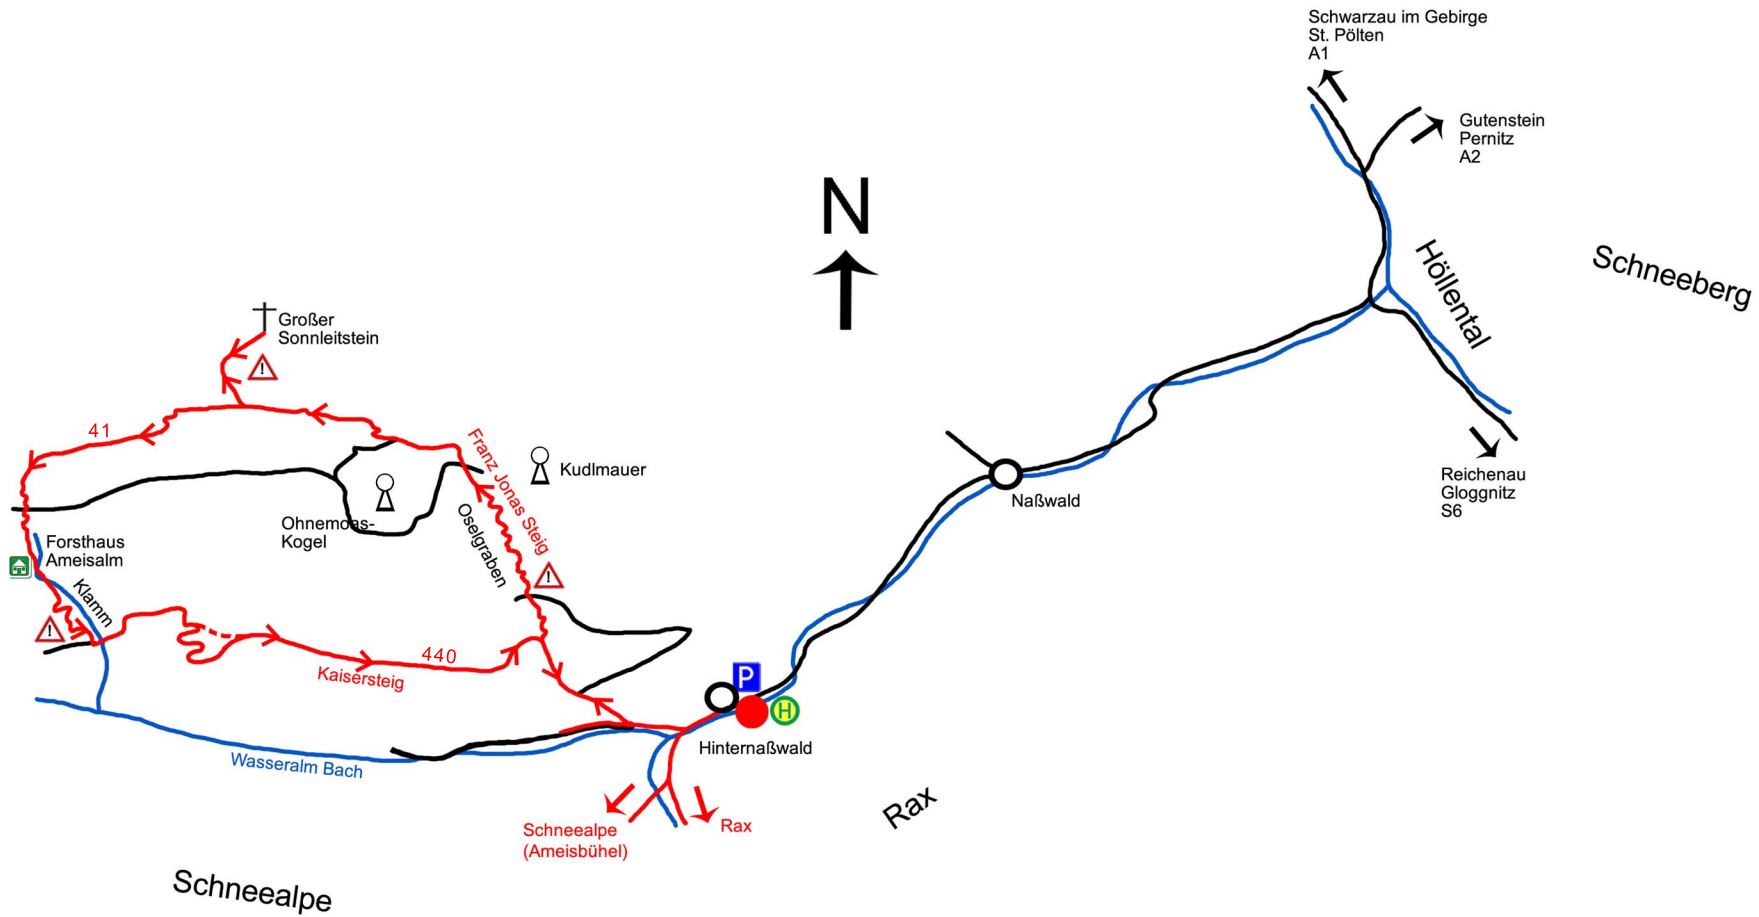 Schwarzau im Gebirge
St. Pölten
A1
Gutenstein
Pernitz
A2
N
Höllental
Schneeberg
Großer
Sonnleitstein
41
Franz Jonas Steig
Kudlmauer
Reichenau
Gloggnitz
S6
Naßwald
Ohnemoas-
Kogel
Oselgraben
Forsthaus
Ameisalm
Klamm
440
Kaisersteig
P
H
Hinternaßwald
Wasseralm Bach
Rax
Schneealpe
(Ameisbühel)
Rax
Schneealpe